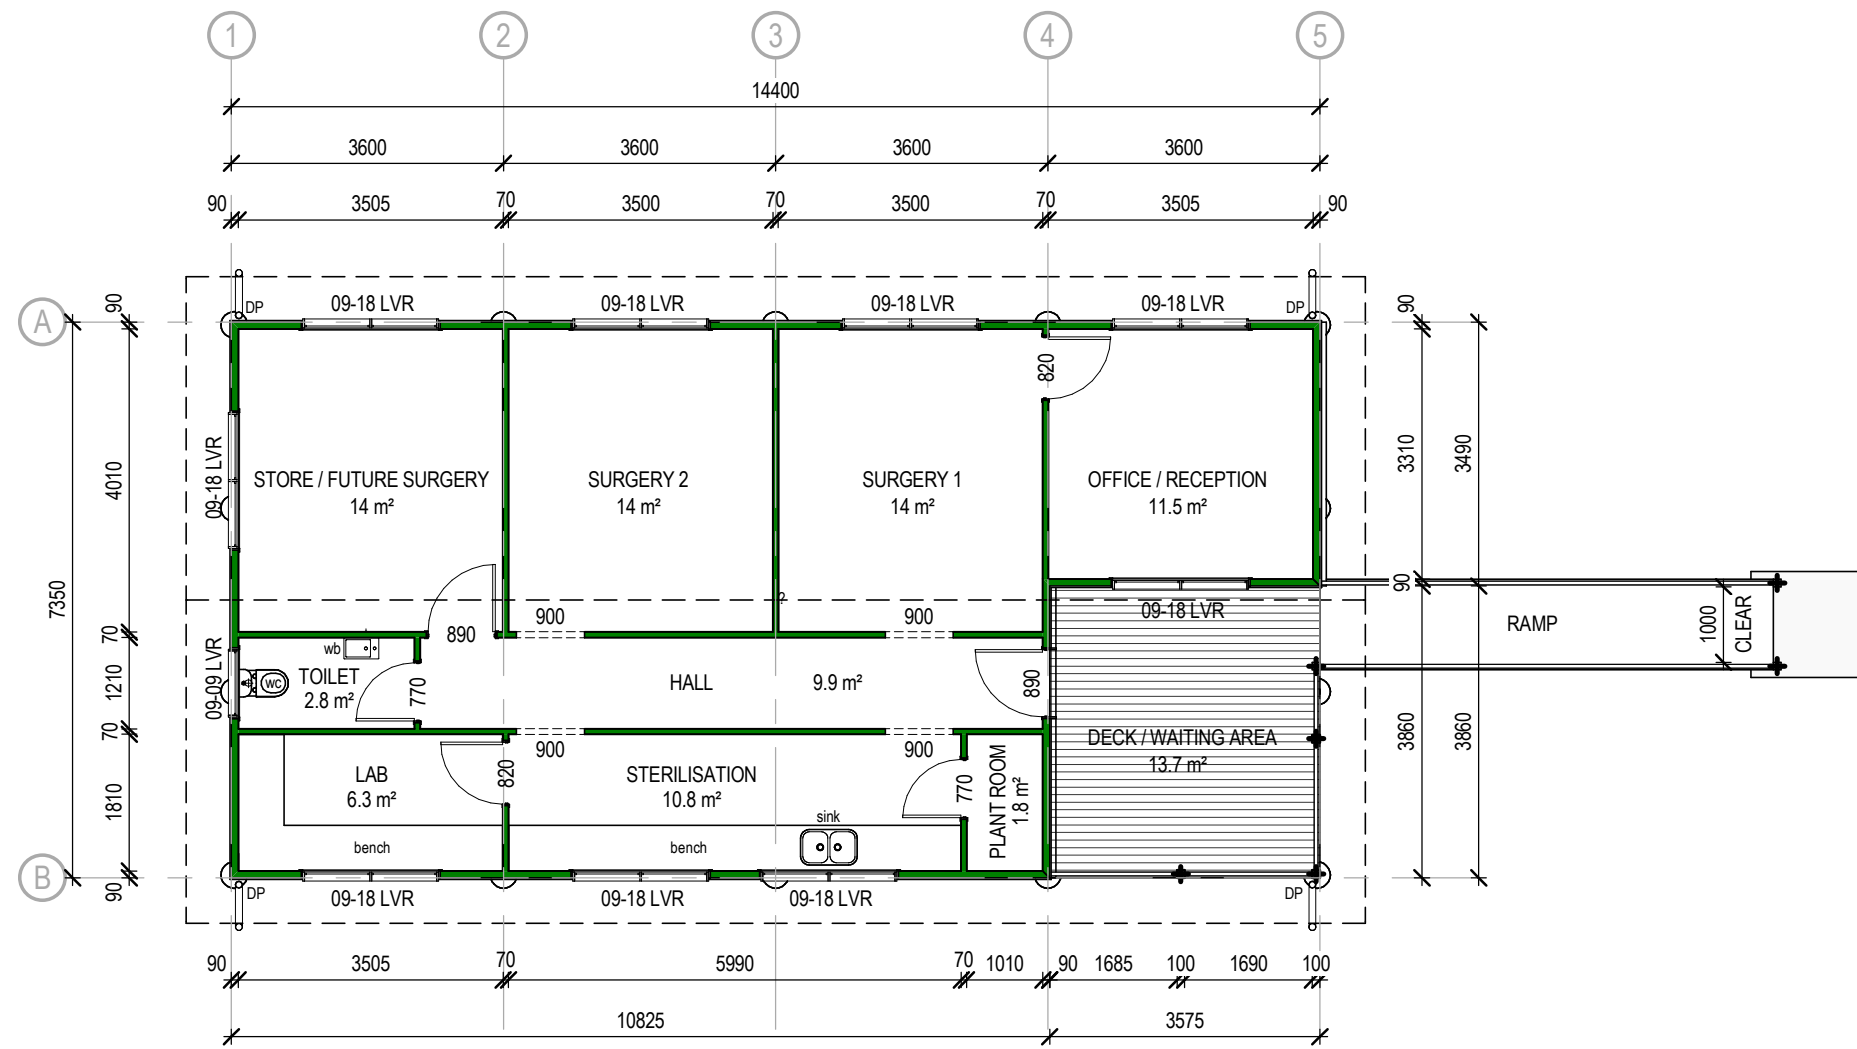 1 2 3 4 5
14400
3600 3600 3600 3600
90 3505 70 3500 70 3500 70 3505 90
A
DP 09-18 LVR 09-18 LVR 09-18 LVR 09-18 LVR DP
90
4010
70
1210
70
1810
90
7350
09-18 LVR
09-09 LVR
STORE / FUTURE SURGERY
14 m²
SURGERY 2
14 m²
SURGERY 1
14 m²
820
OFFICE / RECEPTION
11.5 m²
90
3310
90
3860
3490
3860
?
890
900
900
09-18 LVR
RAMP
1000
CLEAR
wb
WC
TOILET
2.8 m²
770
HALL 9.9 m²
890
900
900
LAB
6.3 m²
820
STERILISATION
10.8 m²
770
PLANT ROOM
1.8 m²
DECK / WAITING AREA
13.7 m²
bench
bench
sink
B
DP 09-18 LVR 09-18 LVR 09-18 LVR DP
90 3505 70 5990 70 1010 90 1685 100 1690 100
10825 3575